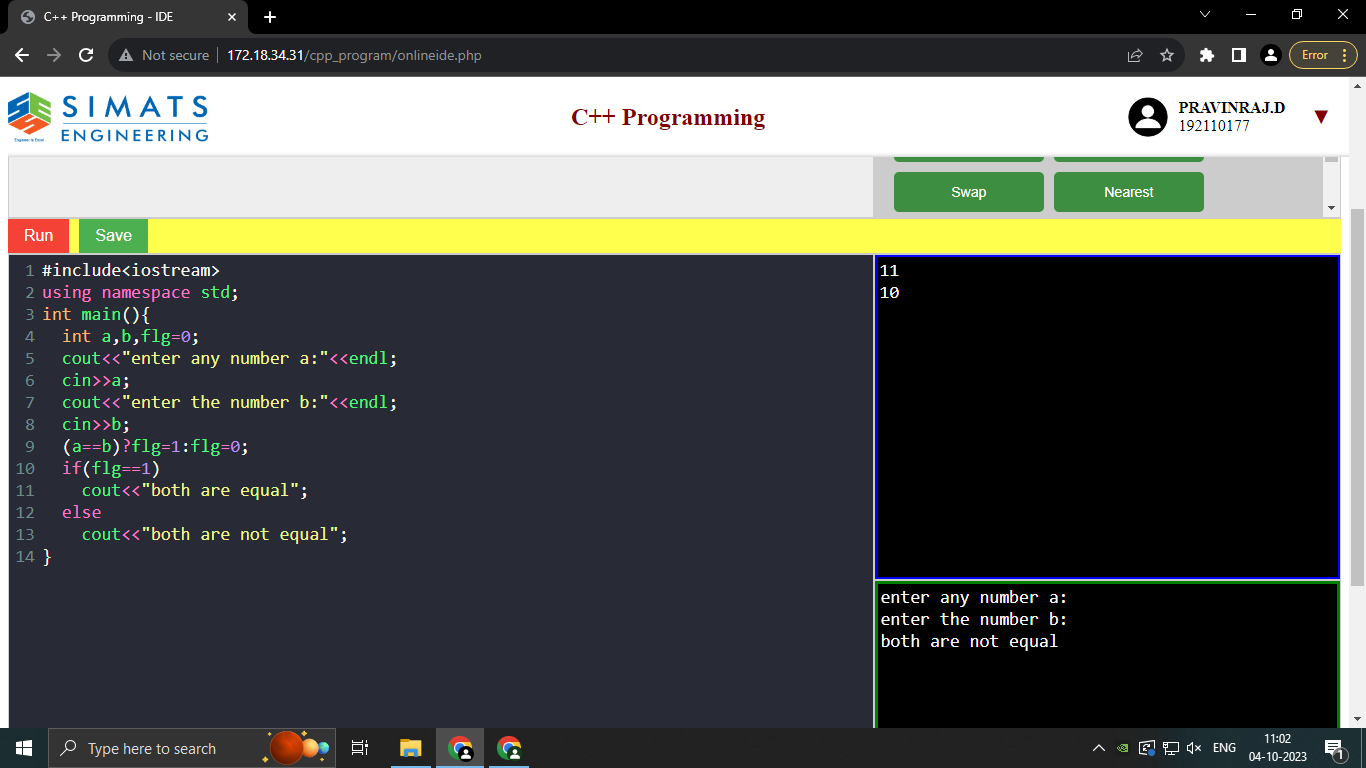 C++ Programming - IDE
Not secure 172.18.34.31/cpp_program/onlineide.php
Error
SIMATS
ENGINEERING
C++ Programming
PRAVINRAJ.D
192110177
Swap Nearest
Run Save
1 #include<iostream>
2 using namespace std;
3 int main(){
4 int a,b,flg=0;
5 cout<<"enter any number a:"<<endl;
6 cin>>a;
7 cout<<"enter the number b:"<<endl;
8 cin>>b;
9 (a==b)?flg=1:flg=0;
10 if(flg==1)
11 cout<<"both are equal";
12 else
13 cout<<"both are not equal";
14 }
11
10
enter any number a:
enter the number b:
both are not equal
Type here to search
ENG
11:02
04-10-2023
1